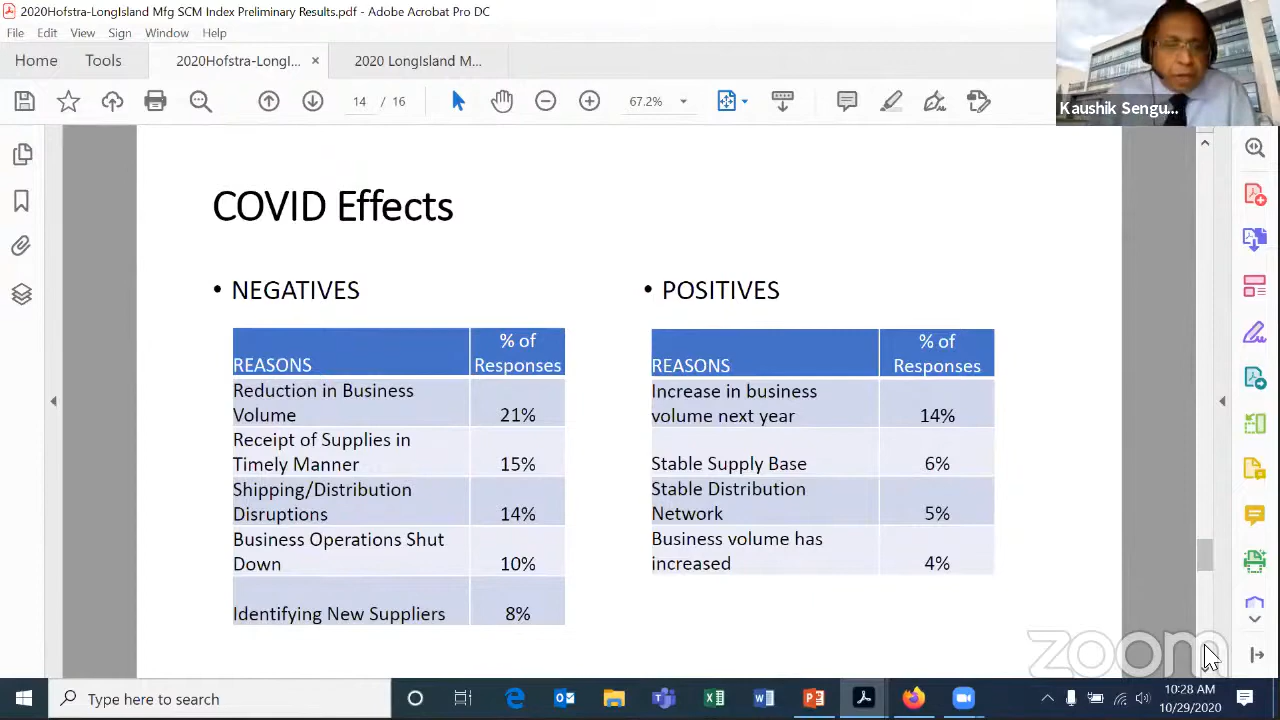 2020Hofstra-LongIsland Mfg SCM Index Preliminary Results.pdf - Adobe Acrobat Pro DC
File Edit View Sign Window Help
Home Tools 2020Hofstra-LongI... × 2020 LongIsland M...
14 / 16 67.2%
Kaushik Sengu...
COVID Effects
• NEGATIVES
REASONS % of Responses
Reduction in Business
Volume 21%
Receipt of Supplies in
Timely Manner 15%
Shipping/Distribution
Disruptions 14%
Business Operations Shut
Down 10%
Identifying New Suppliers 8%
• POSITIVES
REASONS % of Responses
Increase in business
volume next year 14%
Stable Supply Base 6%
Stable Distribution
Network 5%
Business volume has
increased 4%
zoom
Type here to search
10:28 AM
10/29/2020